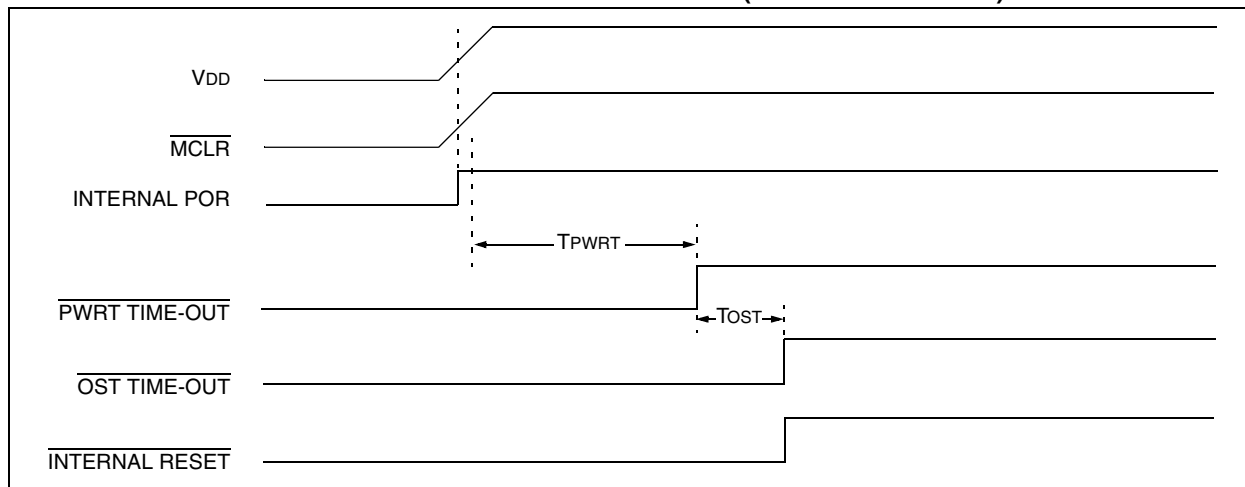 VDD
MCLR
INTERNAL POR
TPWRT
PWRT TIME-OUT
TOST
OST TIME-OUT
INTERNAL RESET